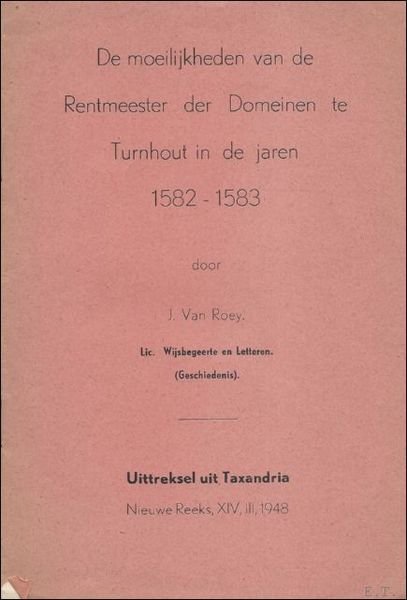 De moeilijkheden van de
Rentmeester der Domeinen te
Turnhout in de jaren
1582 - 1583
door
J. Van Roey.
Lic. Wijsbegeerte en Letteren.
(Geschiedenis).
Uittreksel uit Taxandria
Nieuwe Reeks, XIV, III, 1948
E.T.